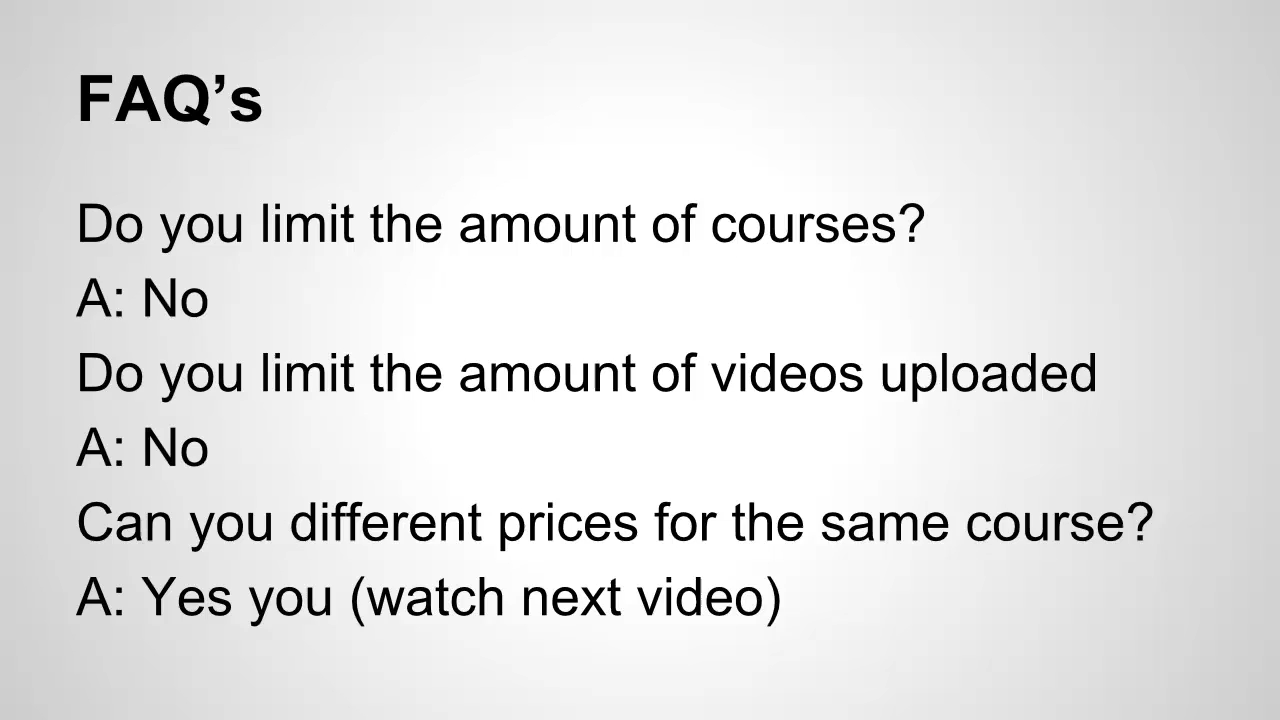 FAQ’s
Do you limit the amount of courses?
A: No
Do you limit the amount of videos uploaded
A: No
Can you different prices for the same course?
A: Yes you (watch next video)